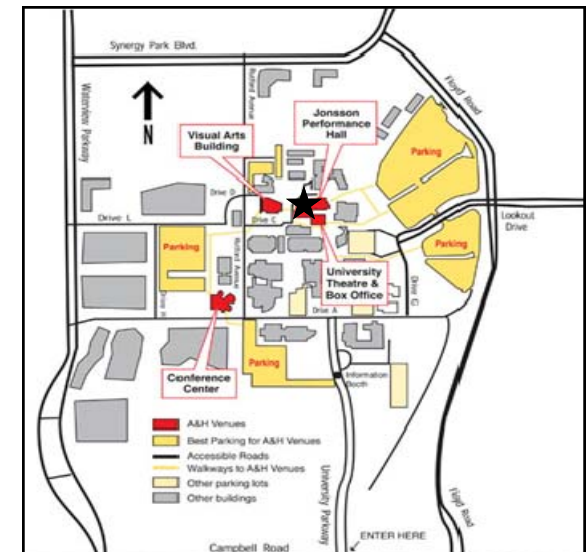 Synergy Park Blvd.
Waterview Parkway
N
Rutford Avenue
Floyd Road
Jonsson
Performance
Hall
Visual Arts
Building
Parking
Drive D
Drive L
Drive C
Lookout
Drive
Parking
Rutford Avenue
Parking
University
Theatre &
Box Office
Drive G
Drive H
Drive A
Parking
Conference
Center
Information
Booth
A&H Venues
Best Parking for A&H Venues
Accessible Roads
Walkways to A&H Venues
Other parking lots
Other buildings
University Parkway
Floyd Road
Campbell Road
ENTER HERE